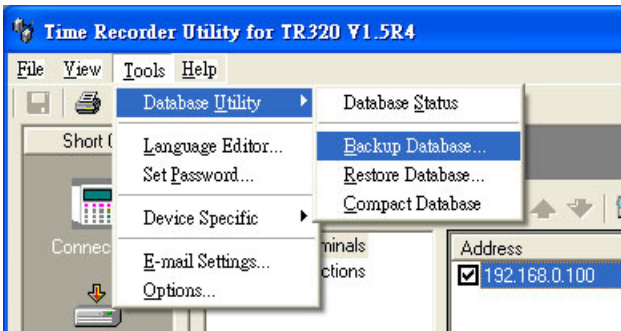 Time Recorder Utility for TR320 V1.5R4
File View Tools Help
Database Utility
Database Status
Short
Language Editor...
Backup Database...
Set Password...
Restore Database...
Device Specific
Compact Database
Connec
minals
Address
E-mail Settings...
ctions
192.168.0.100
Options...